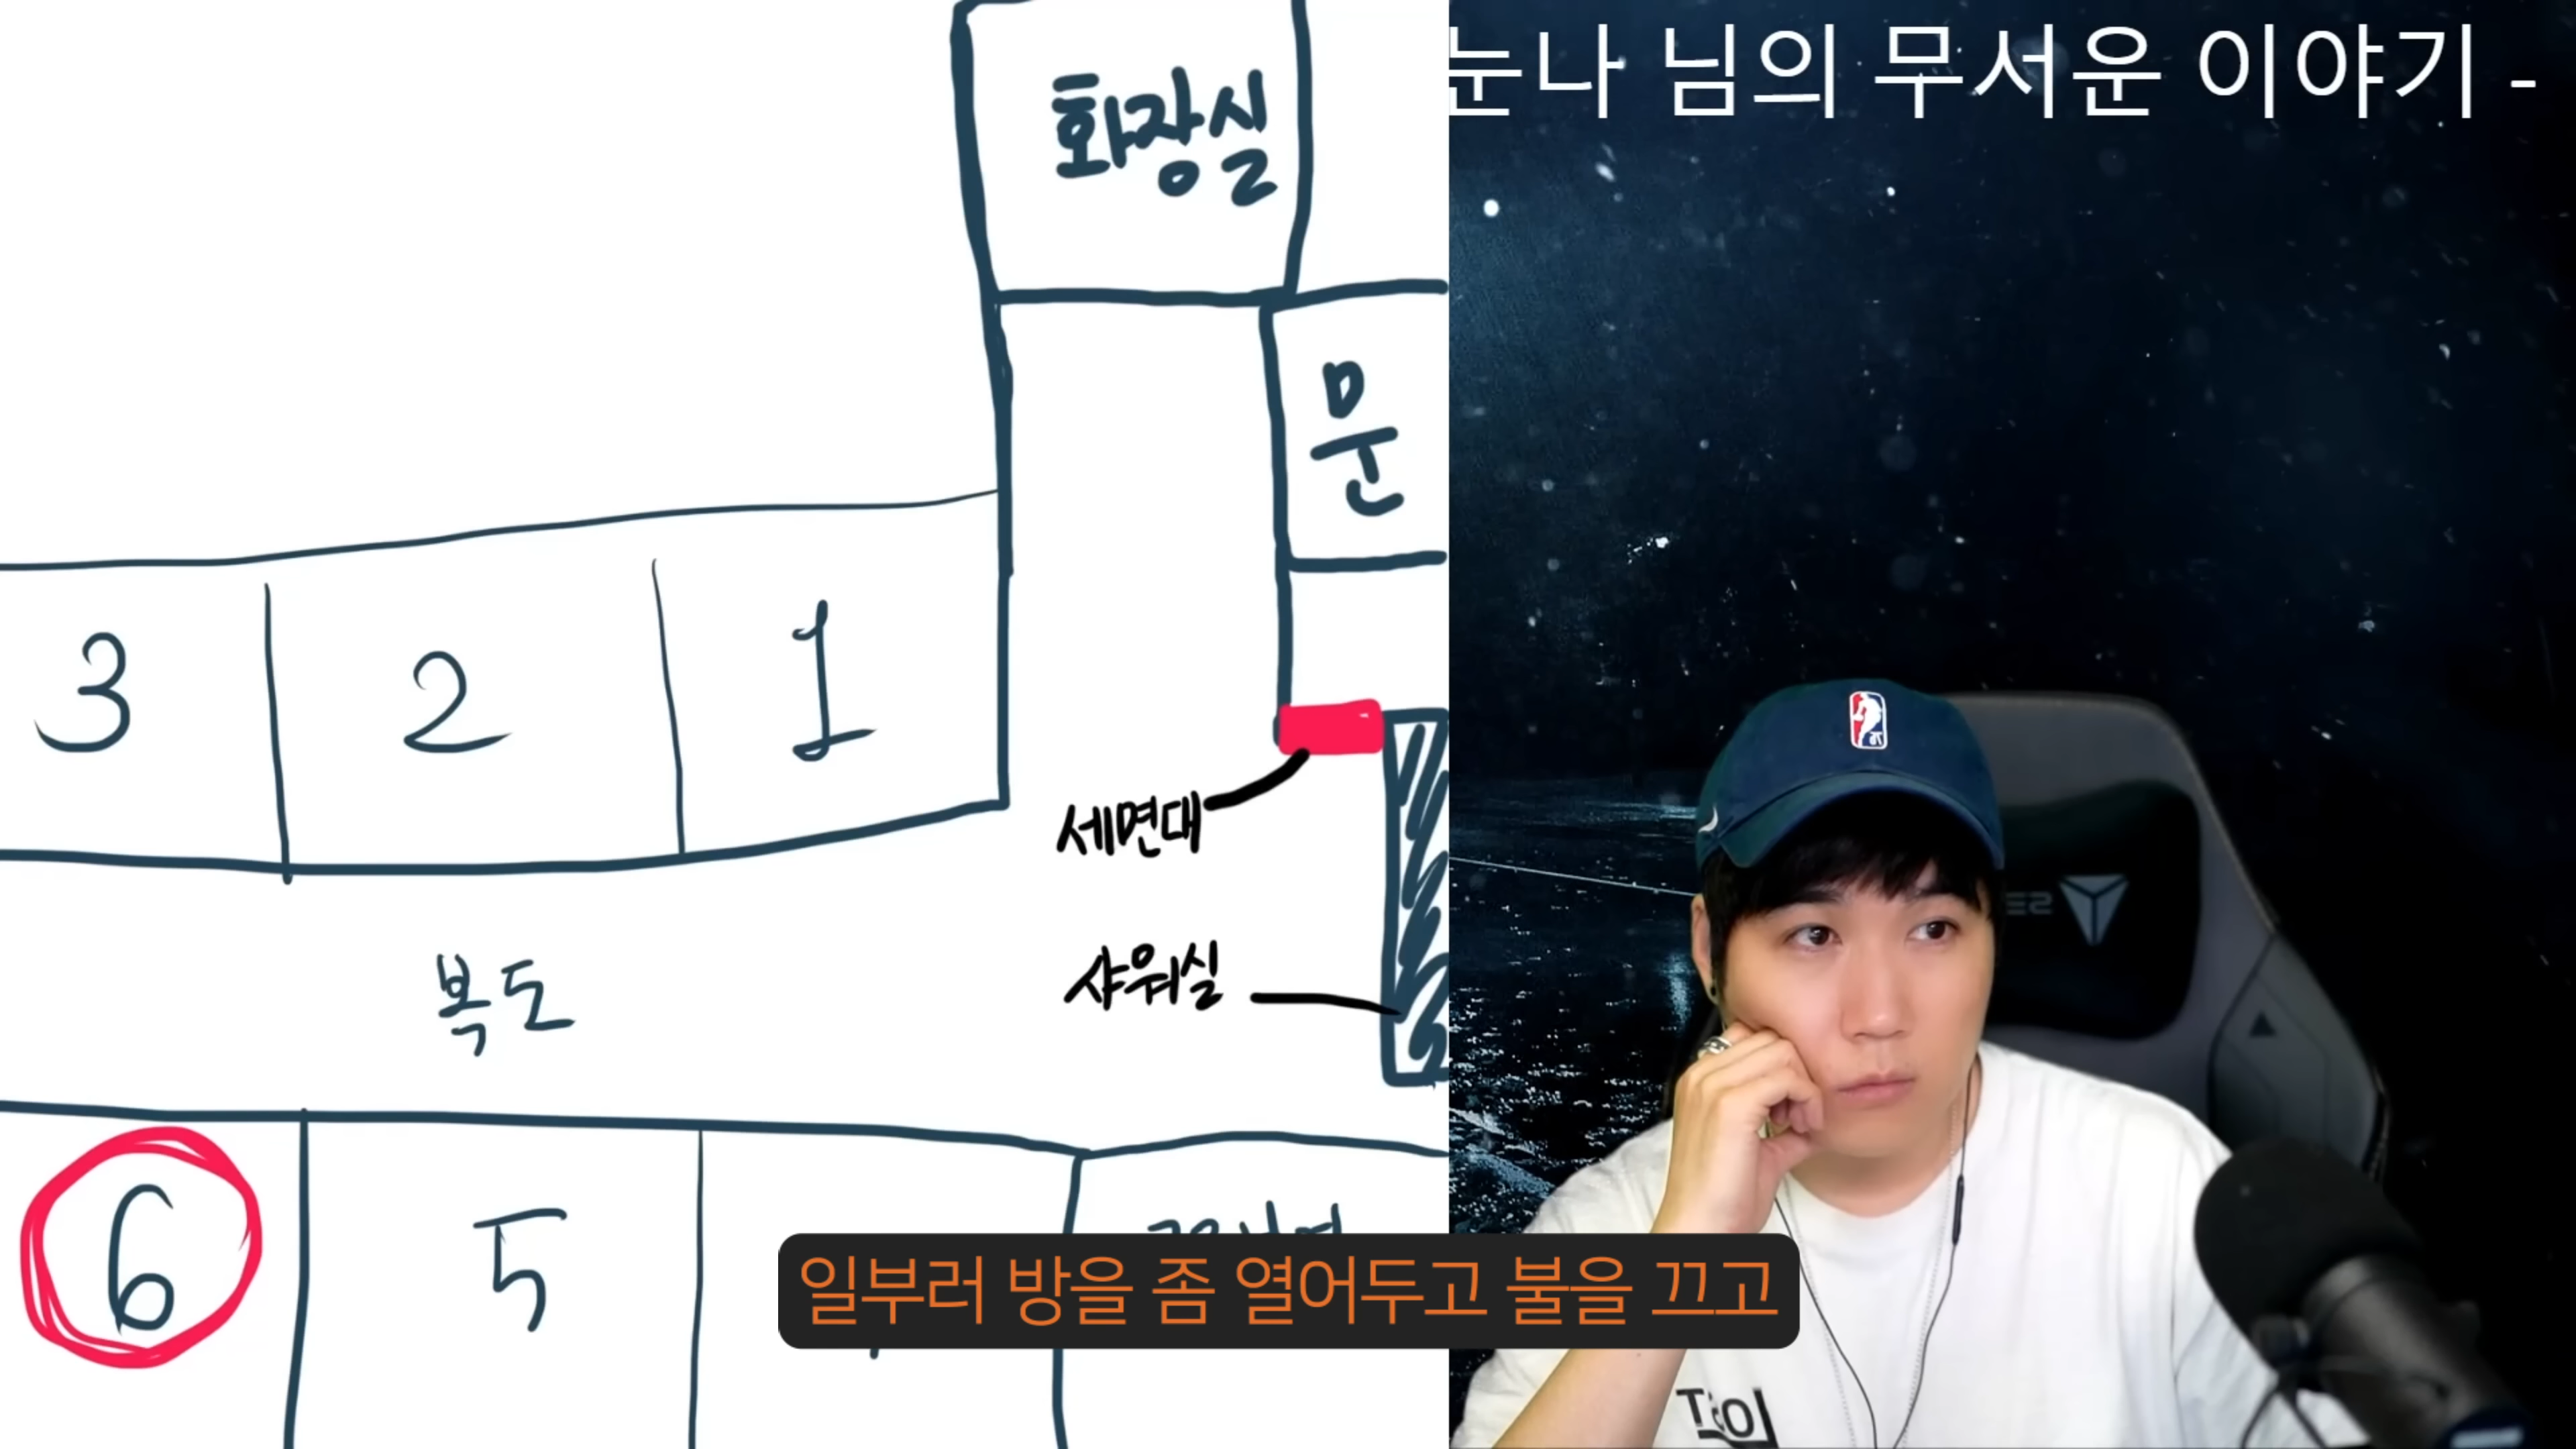 눈나 님의 무서운 이야기 -
화장실
문
3 2 1
세면대
복도
샤워실
6 5
일부러 방을 좀 열어두고 불을 끄고